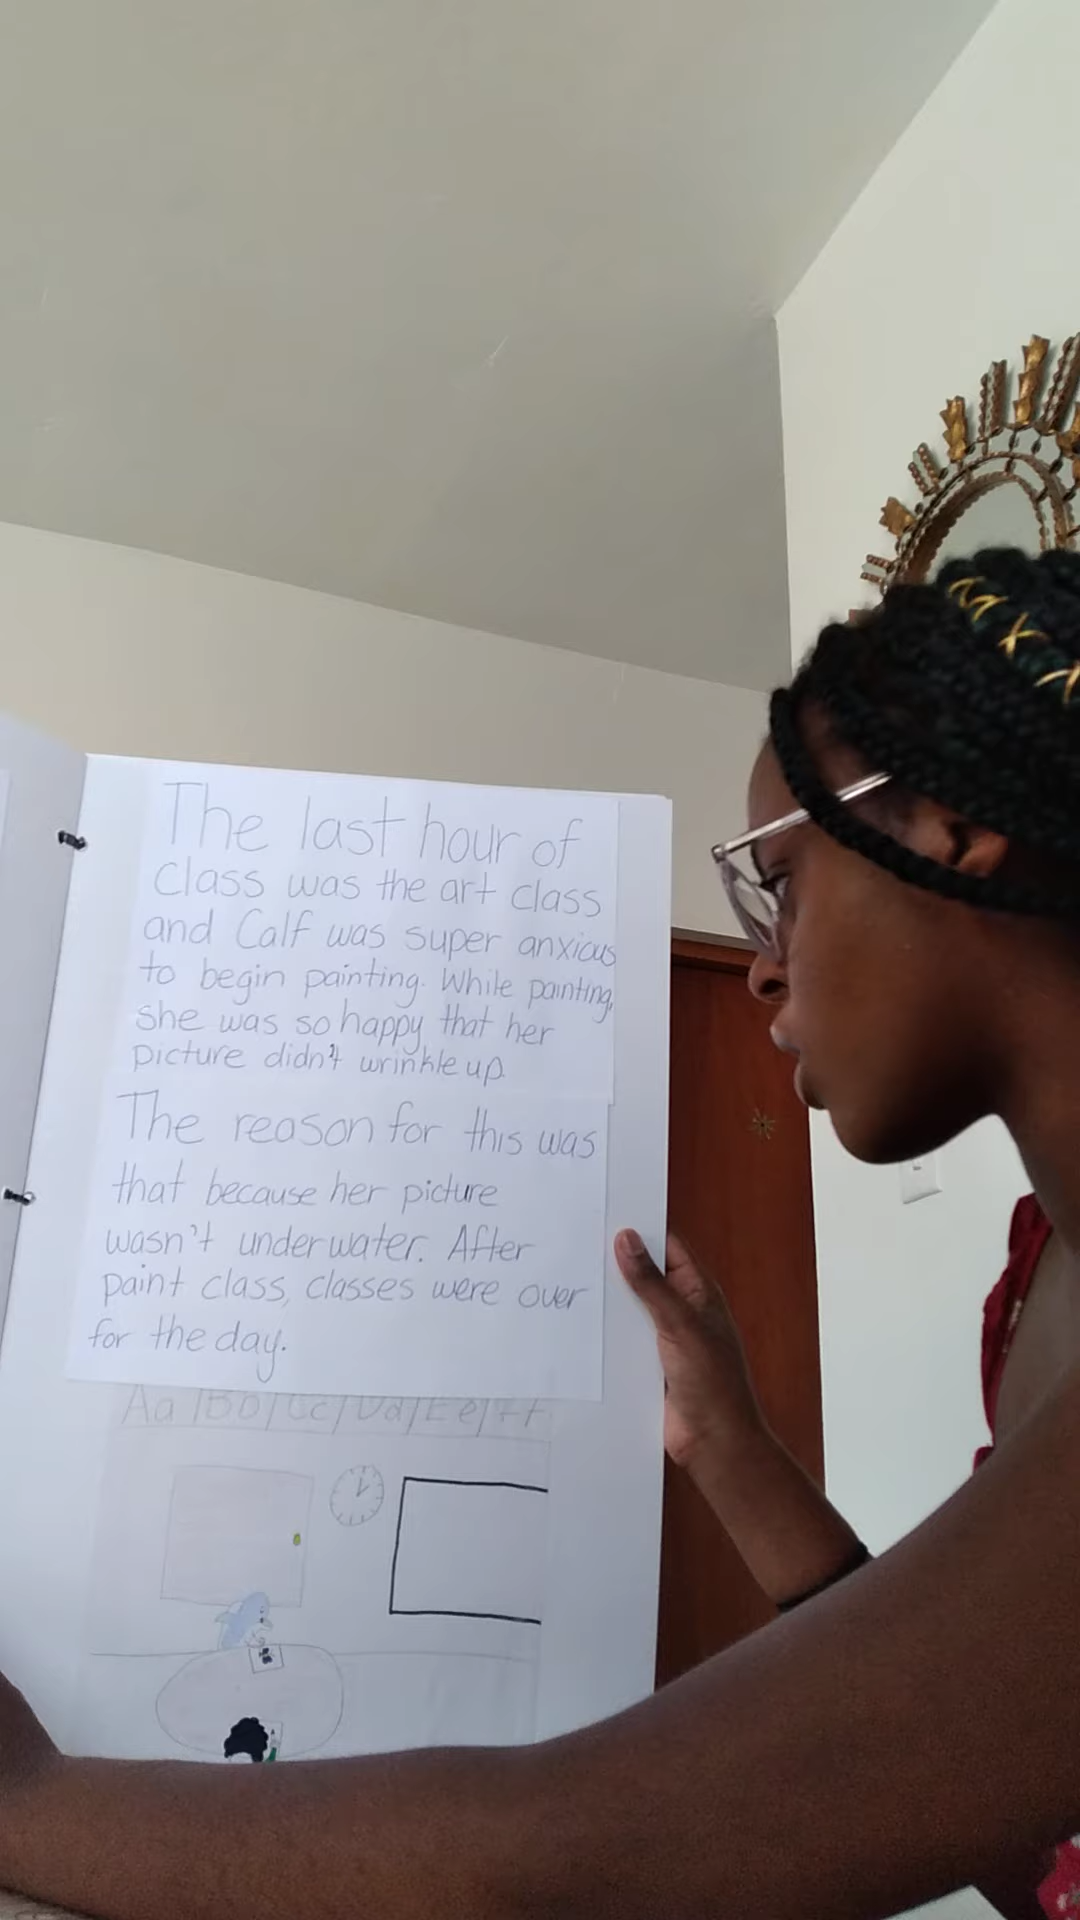 The last hour of
class was the art class
and Calf was super anxious
to begin painting. While painting,
she was so happy that her
picture didn't wrinkle up.
The reason for this was
that because her picture
wasn't underwater. After
paint class, classes were over
for the day.
Aa|Bb|Cc|Dd|Ee|Ff